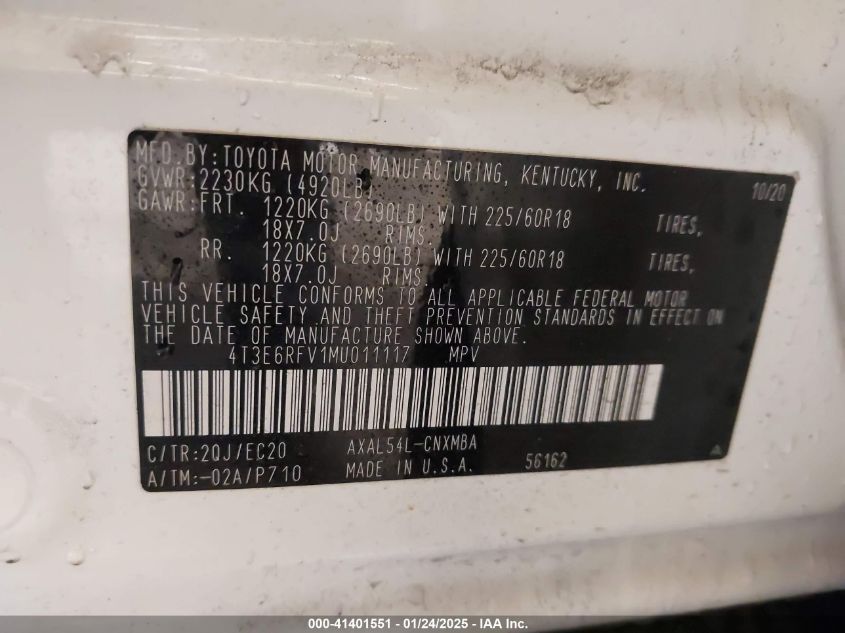 MFD.BY:TOYOTA MOTOR MANUFACTURING, KENTUCKY, INC. 10/20
GVWR:2230KG (4920LB)
GAWR:FRT. 1220KG (2690LB) WITH 225/60R18 TIRES,
18X7.0J RIMS.
RR. 1220KG (2690LB) WITH 225/60R18 TIRES,
18X7.0J RIMS.
THIS VEHICLE CONFORMS TO ALL APPLICABLE FEDERAL MOTOR
VEHICLE SAFETY AND THEFT PREVENTION STANDARDS IN EFFECT ON
THE DATE OF MANUFACTURE SHOWN ABOVE.
4T3E6RFV1MU011117 MPV
C/TR:2QJ/EC20 AXAL54L-CNXMBA
A/TM:-02A/P710 MADE IN U.S.A. 56162
000-41401551 - 01/24/2025 - IAA Inc.